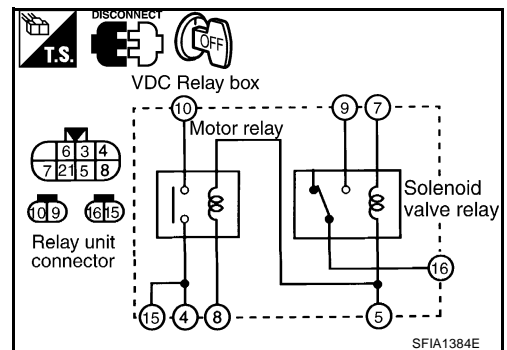 DISCONNECT
T.S.
OFF
VDC Relay box
10
9
7
Motor relay
6 3 4
7 2 1 5 8
10 9
16 15
Relay unit
connector
Solenoid
valve relay
16
15
4
8
5
SFIA1384E